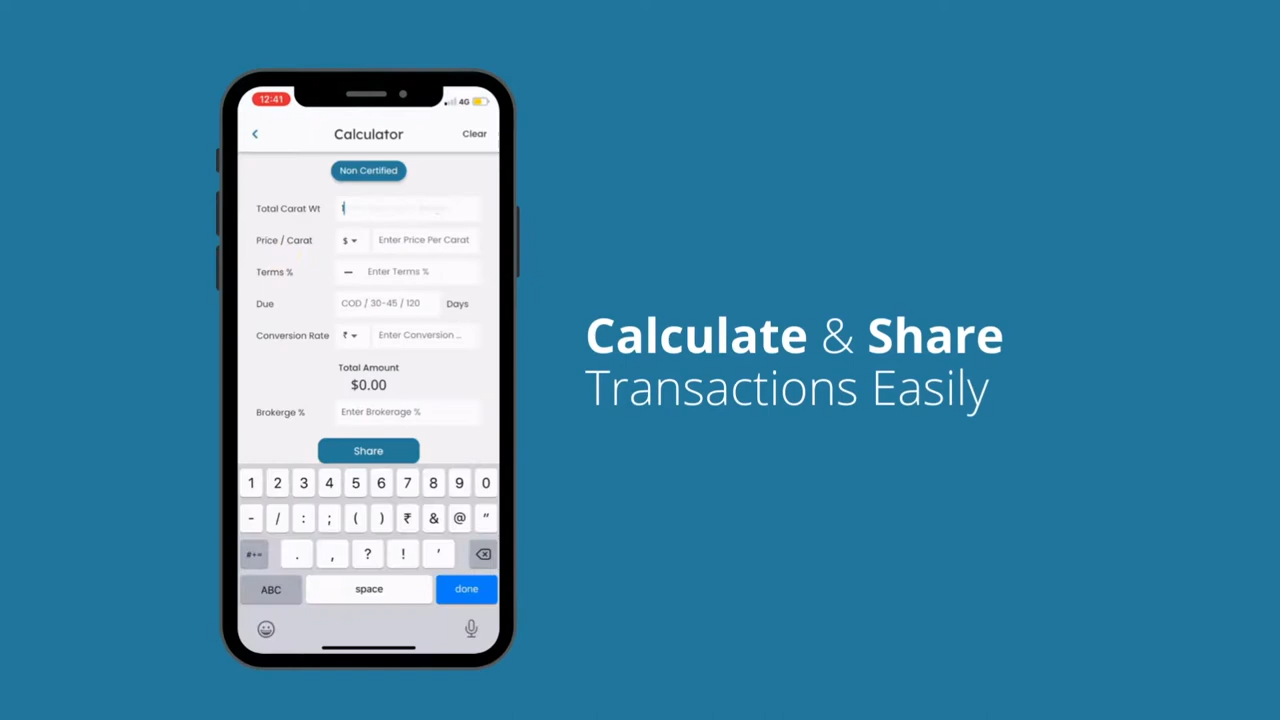 12:41
4G
Calculator
Clear
Non Certified
Total Carat Wt
Price / Carat
$
Enter Price Per Carat
Terms %
Enter Terms %
Due
COD / 30-45 / 120
Days
Conversion Rate
₹
Enter Conversion ...
Total Amount
$0.00
Brokerge %
Enter Brokerage %
Share
1 2 3 4 5 6 7 8 9 0
- / : ; ( ) ₹ & @ "
#+= . , ? ! '
ABC space done
Calculate & Share
Transactions Easily